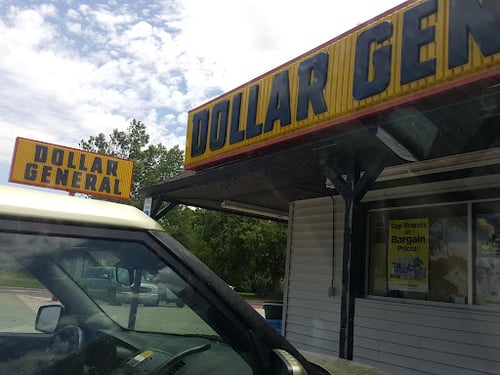 DOLLAR GEN
DOLLAR
GENERAL
Top Brands
at
Bargain
Prices!